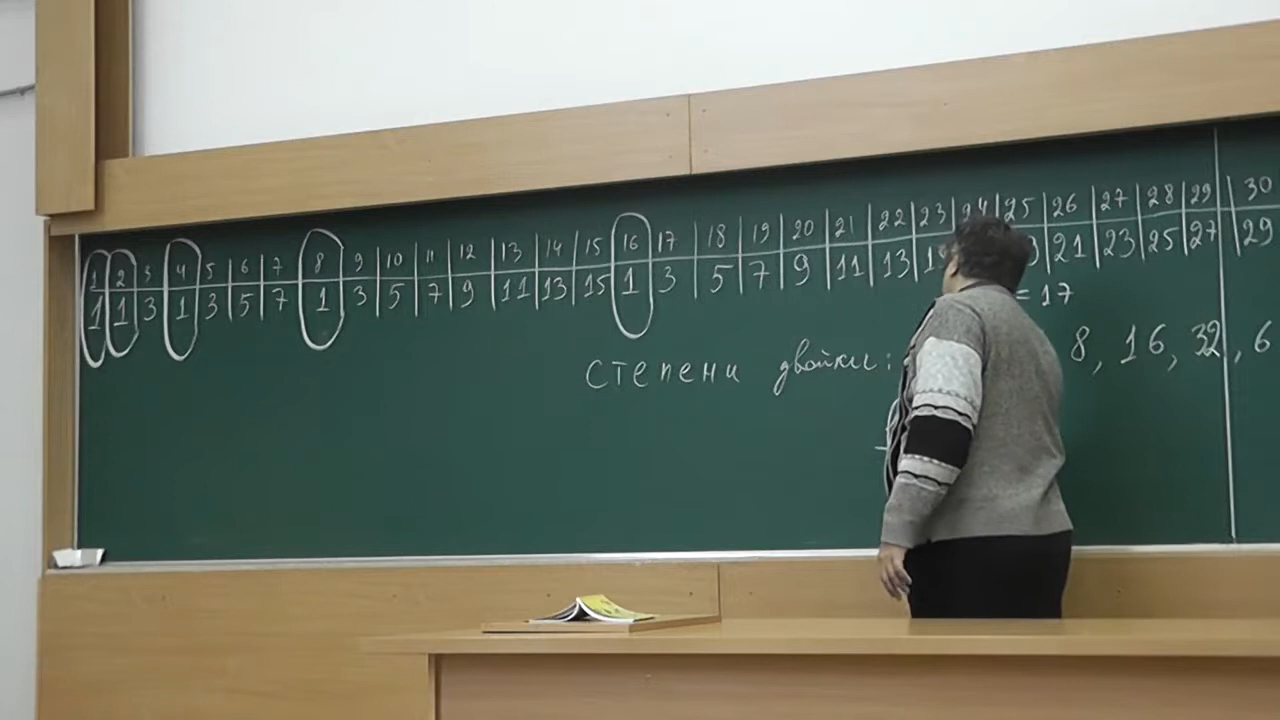 1 | 2 | 3 | 4 | 5 | 6 | 7 | 8 | 9 | 10 | 11 | 12 | 13 | 14 | 15 | 16 | 17 | 18 | 19 | 20 | 21 | 22 | 23 | 24 | 25 | 26 | 27 | 28 | 29 | 30
1 | 1 | 3 | 1 | 3 | 5 | 7 | 1 | 3 | 5 | 7 | 9 | 11 | 13 | 15 | 1 | 3 | 5 | 7 | 9 | 11 | 13 | 21 | 23 | 25 | 27 | 29
= 17
степени двойки: 8, 16, 32, 6